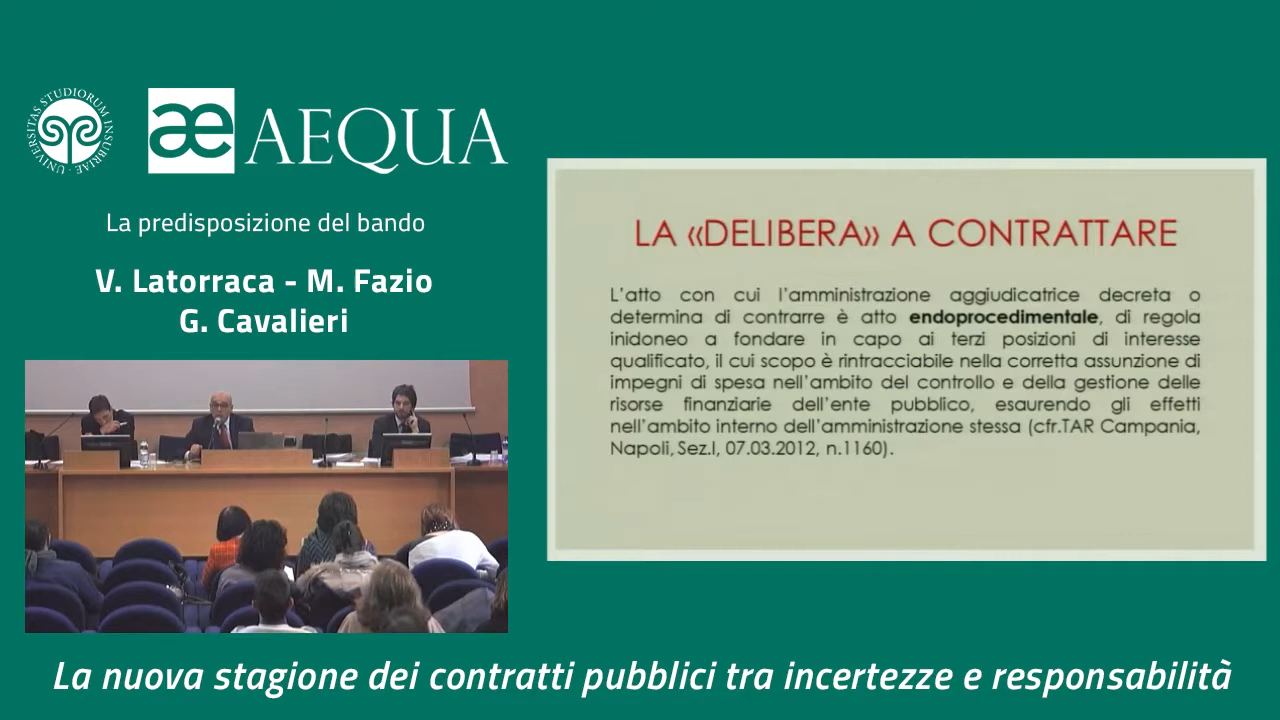 UNIVERSITAS STUDIORUM INSUBRIAE
æ AEQUA
La predisposizione del bando
V. Latorraca - M. Fazio
G. Cavalieri
LA «DELIBERA» A CONTRATTARE
L'atto con cui l'amministrazione aggiudicatrice decreta o
determina di contrarre è atto endoprocedimentale, di regola
inidoneo a fondare in capo ai terzi posizioni di interesse
qualificato, il cui scopo è rintracciabile nella corretta assunzione di
impegni di spesa nell'ambito del controllo e della gestione delle
risorse finanziarie dell'ente pubblico, esaurendo gli effetti
nell'ambito interno dell'amministrazione stessa (cfr.TAR Campania,
Napoli, Sez.I, 07.03.2012, n.1160).
La nuova stagione dei contratti pubblici tra incertezze e responsabilità